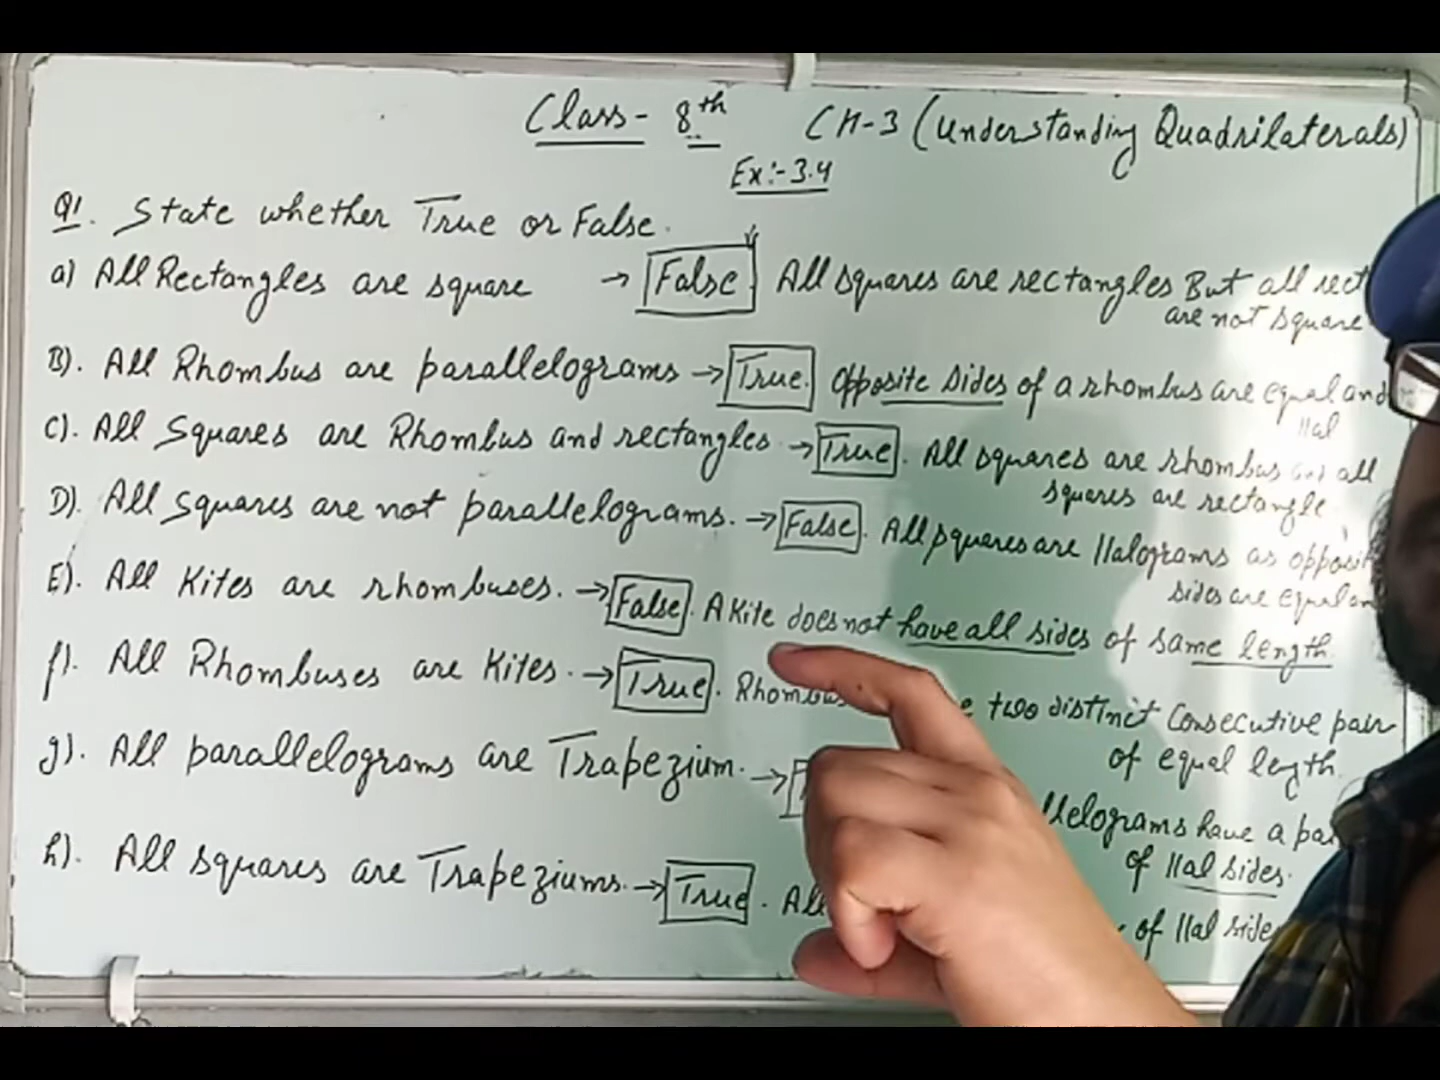 Class- 8th CH-3 (Understanding Quadrilaterals)
Ex:-3.4
Q1. State whether True or False.
a) All Rectangles are square → False. All squares are rectangles But all rect
are not square
B). All Rhombus are parallelograms → True. Opposite sides of a rhombus are equal and
llal
C). All Squares are Rhombus and rectangles → True. All squares are rhombus all
squares are rectangle.
D). All squares are not parallelograms. → False. All squares are llalograms as opposit
sides are equal an
E). All Kites are rhombuses. → False. A Kite does not have all sides of same length.
f). All Rhombuses are Kites. → True. Rhombus two distinct Consecutive pair
of equal length.
g). All parallelograms are Trapezium. → llelograms have a pai
of llal sides.
h). All squares are Trapeziums. → True. All of llal side